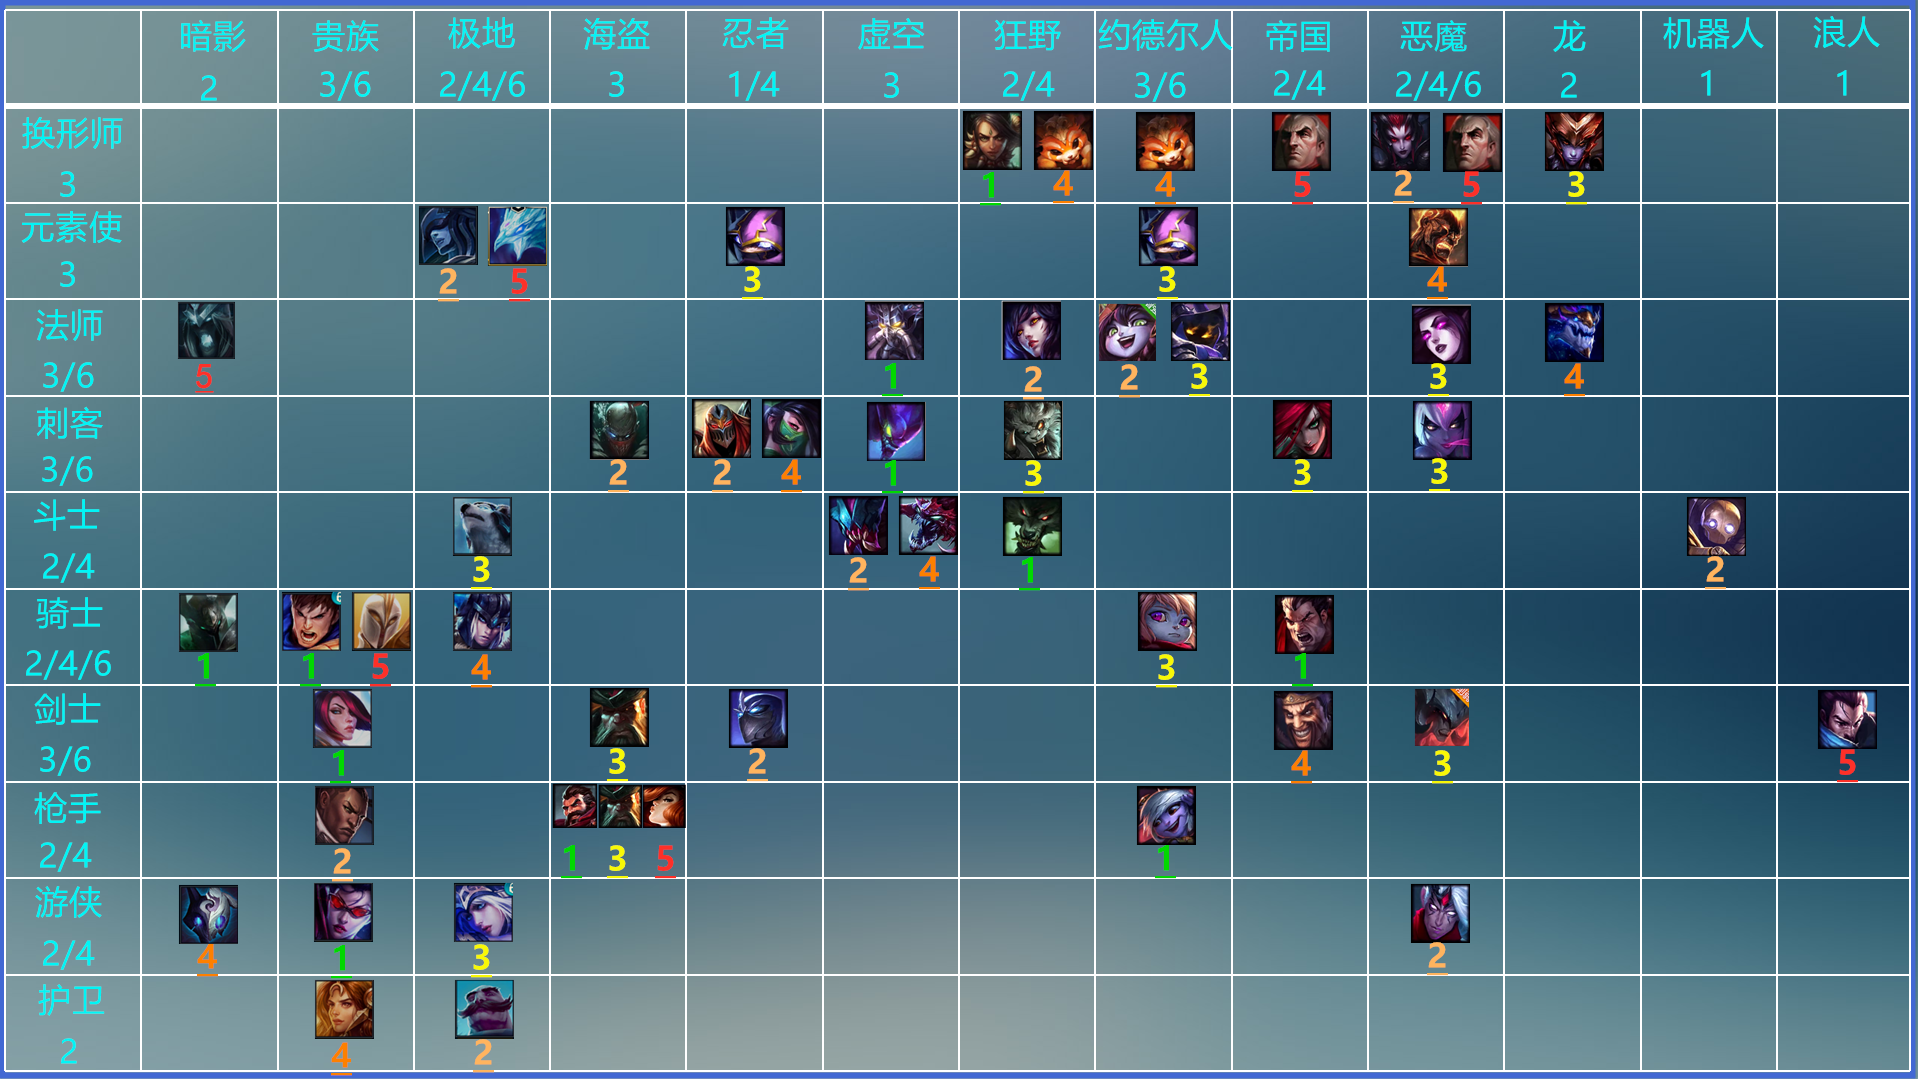 暗影 贵族 极地 海盗 忍者 虚空 狂野 约德尔人 帝国 恶魔 龙 机器人 浪人
2 3/6 2/4/6 3 1/4 3 2/4 3/6 2/4 2/4/6 2 1 1
换形师
1 4 4 5 2 5 3
3
元素使
3
2 5 3 3 4
法师
3/6
5 1 2 2 3 3 4
刺客
3/6
2 2 4 1 3 3 3
斗士
2/4
3 2 4 1 2
骑士
2/4/6
1 1 5 4 3 1
剑士
3/6
1 3 2 4 3 5
枪手
2/4
2 1 3 5 1
游侠
2/4
4 1 3 2
护卫
2
4 2